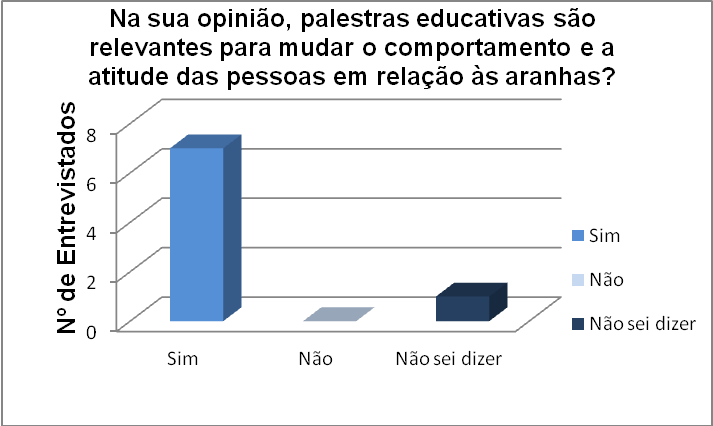 Na sua opinião, palestras educativas são
relevantes para mudar o comportamento e a
atitude das pessoas em relação às aranhas?
Nº de Entrevistados
8
6
4
2
0
Sim
Não
Não sei dizer
Sim
Não
Não sei dizer